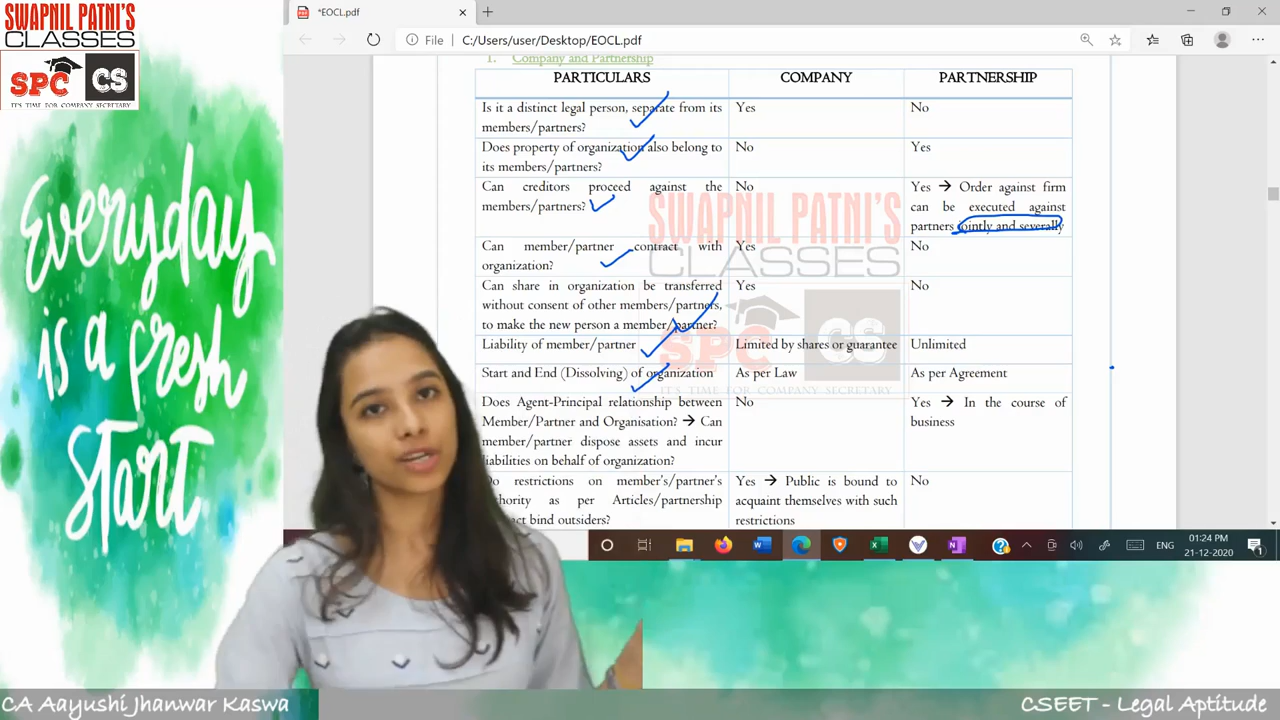 SWAPNIL PATNI'S
CLASSES
SPC CS
IT'S TIME FOR COMPANY SECRETARY
Everyday
is a
fresh
start
*EOCL.pdf
File C:/Users/user/Desktop/EOCL.pdf
1. Company and Partnership
PARTICULARS COMPANY PARTNERSHIP
Is it a distinct legal person, separate from its
members/partners?
Yes
No
Does property of organization also belong to
its members/partners?
No
Yes
Can creditors proceed against the
members/partners?
No
Yes → Order against firm
can be executed against
partners jointly and severally
Can member/partner contract with
organization?
Yes
No
Can share in organization be transferred
without consent of other members/partners,
to make the new person a member/partner?
Yes
No
Liability of member/partner
Limited by shares or guarantee
Unlimited
Start and End (Dissolving) of organization
As per Law
As per Agreement
Does Agent-Principal relationship between
Member/Partner and Organisation? → Can
member/partner dispose assets and incur
liabilities on behalf of organization?
No
Yes → In the course of
business
Do restrictions on member's/partner's
authority as per Articles/partnership
bind outsiders?
Yes → Public is bound to
acquaint themselves with such
restrictions
No
SWAPNIL PATNI'S
CLASSES
SPC CS
IT'S TIME FOR COMPANY SECRETARY
ENG
01:24 PM
21-12-2020
CA Aayushi Jhanwar Kaswa
CSEET - Legal Aptitude